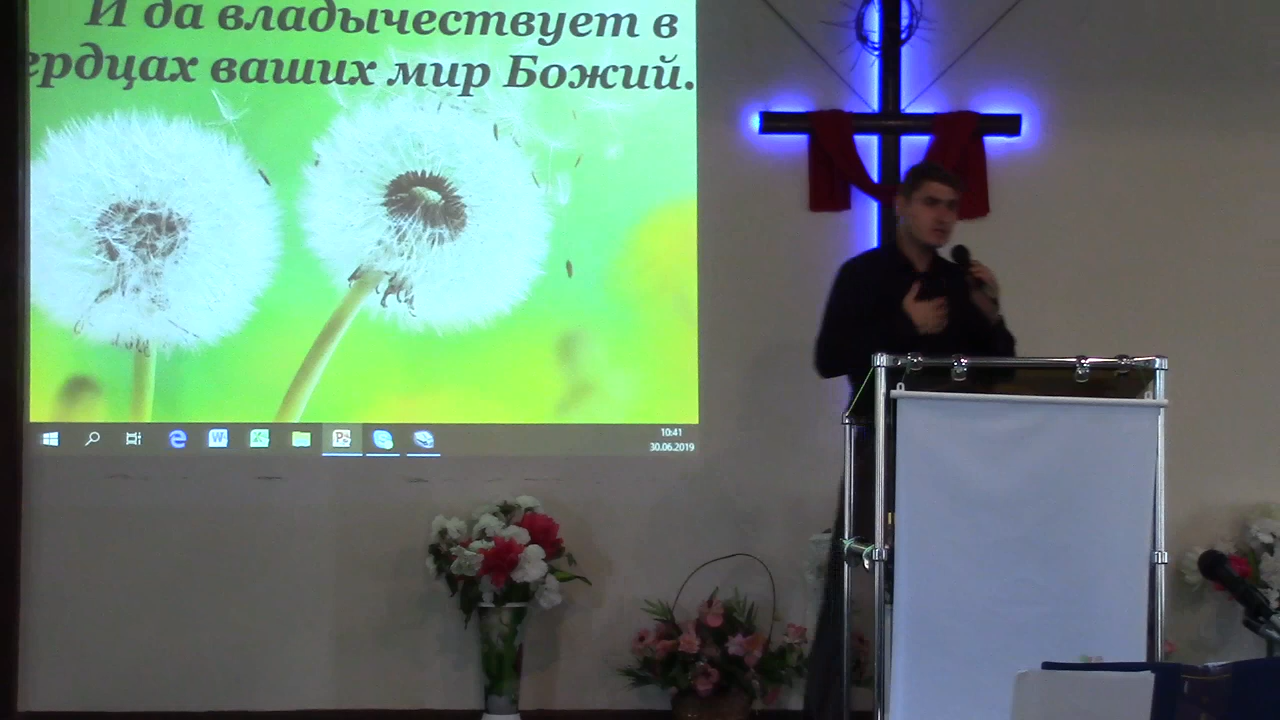 И да владычествует в
ердцах ваших мир Божий.
10:41
30.06.2019